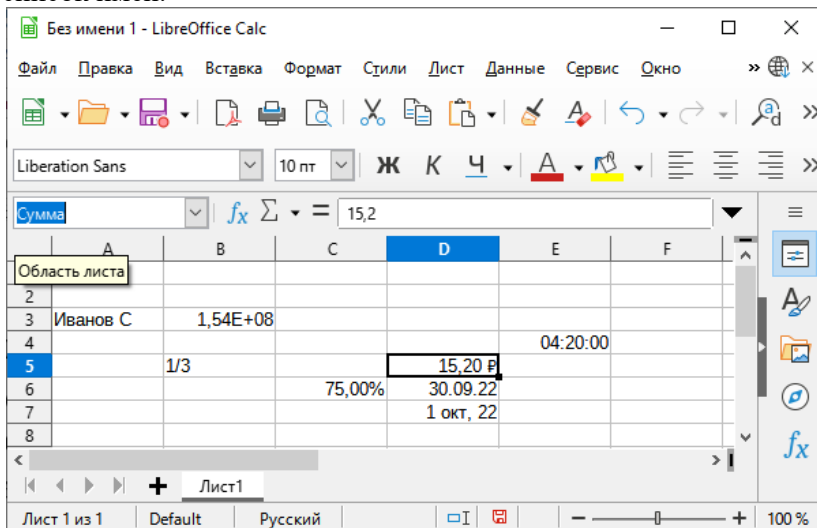 Без имени 1 - LibreOffice Calc
Файл Правка Вид Вставка Формат Стили Лист Данные Сервис Окно »
Liberation Sans 10 пт Ж К Ч А »
Сумма fx Σ = 15,2
A B C D E F
Область листа
2
3 Иванов С 1,54E+08
4 04:20:00
5 1/3 15,20 ₽
6 75,00% 30.09.22
7 1 окт, 22
8
Лист1
Лист 1 из 1 Default Русский 100 %